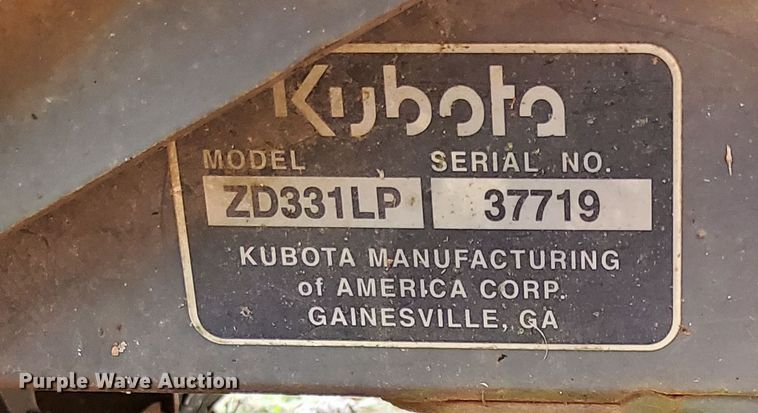 Kubota
MODEL SERIAL NO.
ZD331LP 37719
KUBOTA MANUFACTURING
of AMERICA CORP.
GAINESVILLE, GA
Purple Wave Auction